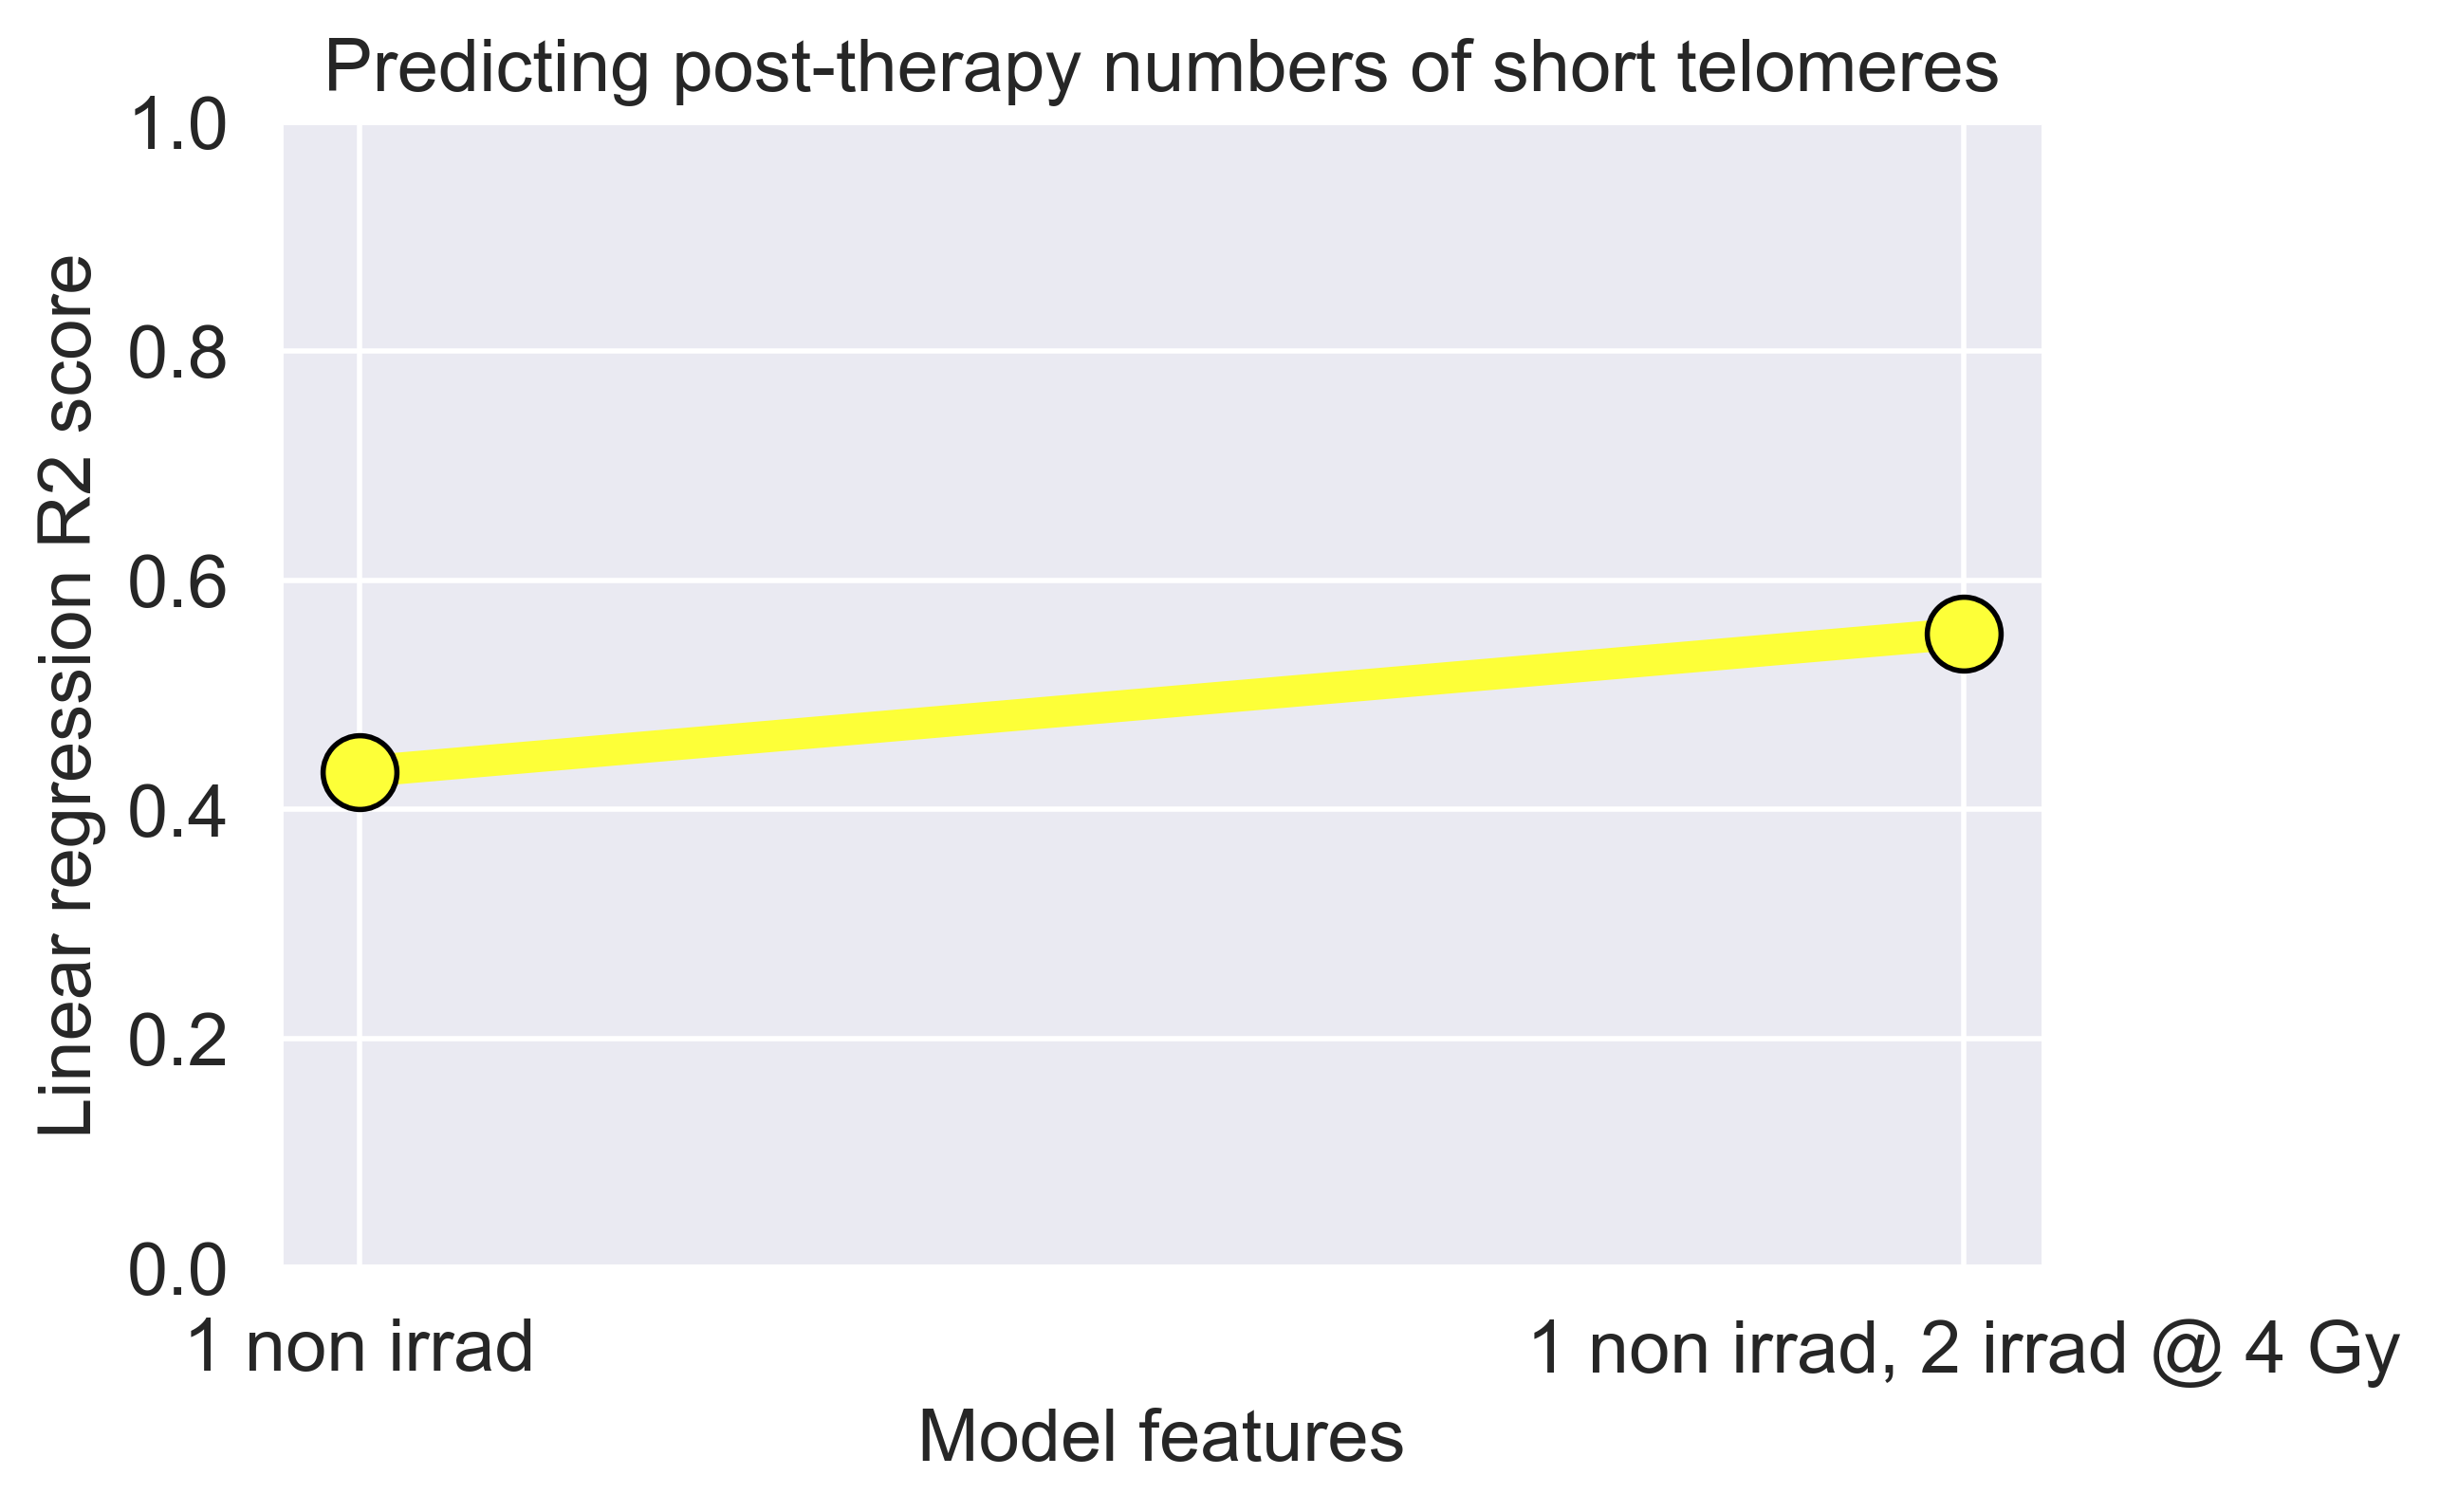 Predicting post-therapy numbers of short telomeres
Linear regression R2 score
1.0
0.8
0.6
0.4
0.2
0.0
1 non irrad
1 non irrad, 2 irrad @ 4 Gy
Model features